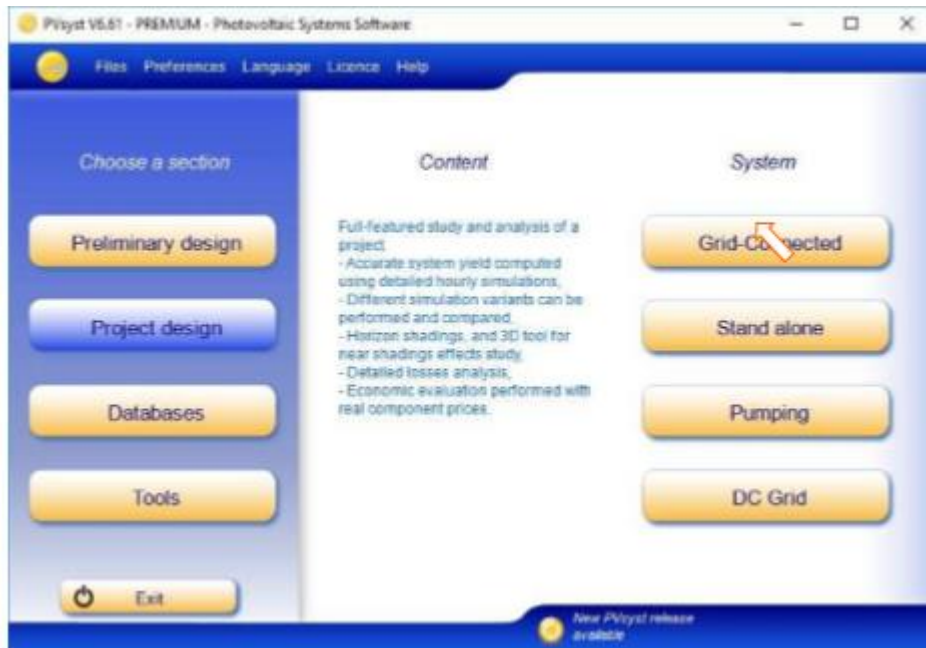 PVsyst V6.61 - PREMIUM - Photovoltaic Systems Software
Files Preferences Language Licence Help
Choose a section
Preliminary design
Project design
Databases
Tools
Exit
Content
Full-featured study and analysis of a
project
- Accurate system yield computed
using detailed hourly simulations,
- Different simulation variants can be
performed and compared,
- Horizon shadings, and 3D tool for
near shadings effects study,
- Detailed losses analysis,
- Economic evaluation performed with
real component prices.
System
Grid-Connected
Stand alone
Pumping
DC Grid
New PVsyst release
available